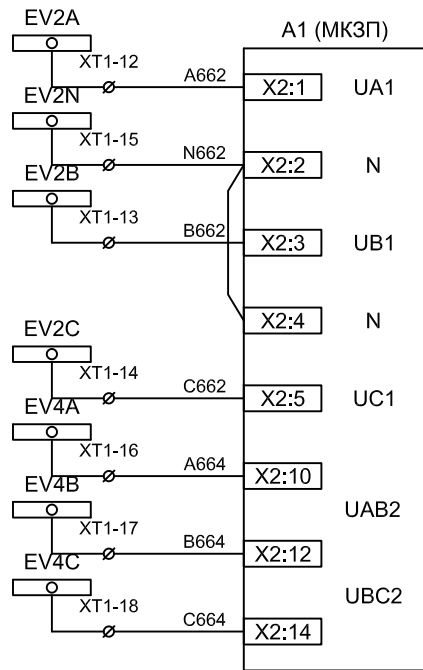 EV2A
A1 (МКЗП)
XT1-12
A662
X2:1
UA1
EV2N
XT1-15
N662
X2:2
N
EV2B
XT1-13
B662
X2:3
UB1
X2:4
N
EV2C
XT1-14
C662
X2:5
UC1
EV4A
XT1-16
A664
X2:10
EV4B
UAB2
XT1-17
B664
X2:12
EV4C
UBC2
XT1-18
C664
X2:14